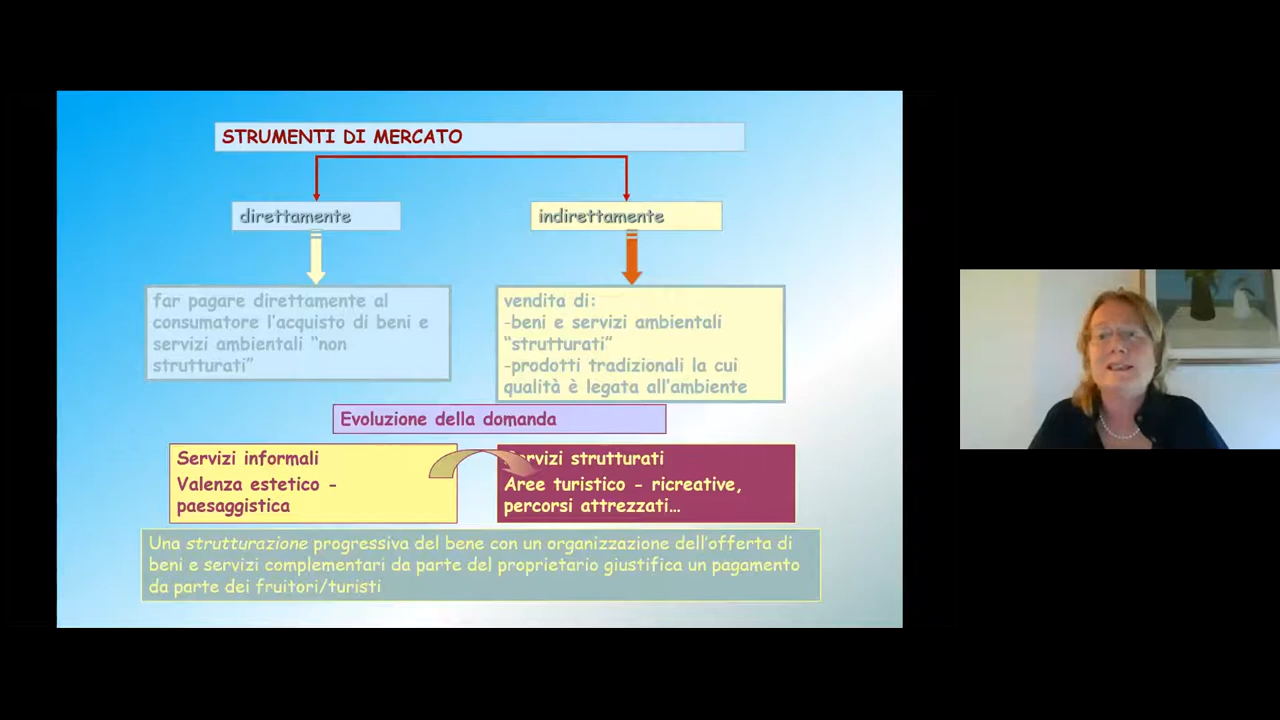 STRUMENTI DI MERCATO
direttamente
indirettamente
far pagare direttamente al
consumatore l'acquisto di beni e
servizi ambientali "non
strutturati"
vendita di:
-beni e servizi ambientali
"strutturati"
-prodotti tradizionali la cui
qualità è legata all'ambiente
Evoluzione della domanda
Servizi informali
Valenza estetico -
paesaggistica
Servizi strutturati
Aree turistico - ricreative,
percorsi attrezzati…
Una strutturazione progressiva del bene con un organizzazione dell'offerta di
beni e servizi complementari da parte del proprietario giustifica un pagamento
da parte dei fruitori/turisti